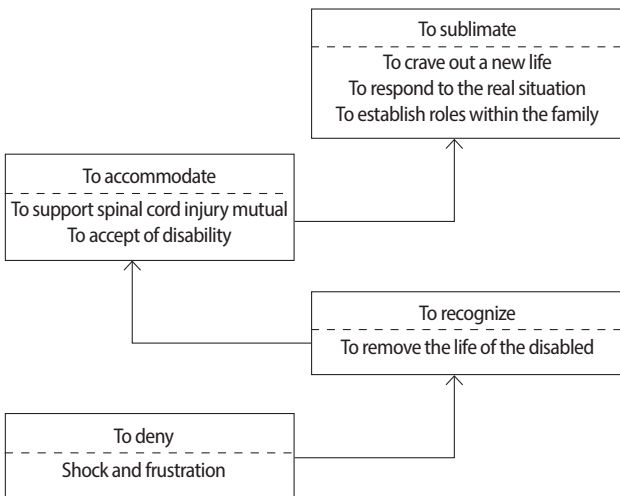 To sublimate
To crave out a new life
To respond to the real situation
To establish roles within the family
To accommodate
To support spinal cord injury mutual
To accept of disability
To recognize
To remove the life of the disabled
To deny
Shock and frustration